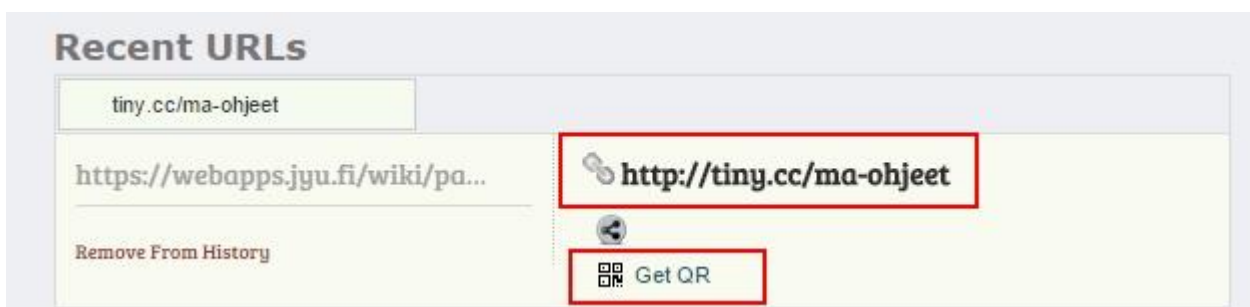 Recent URLs
tiny.cc/ma-ohjeet
https://webapps.jyu.fi/wiki/pa...
http://tiny.cc/ma-ohjeet
Remove From History
Get QR